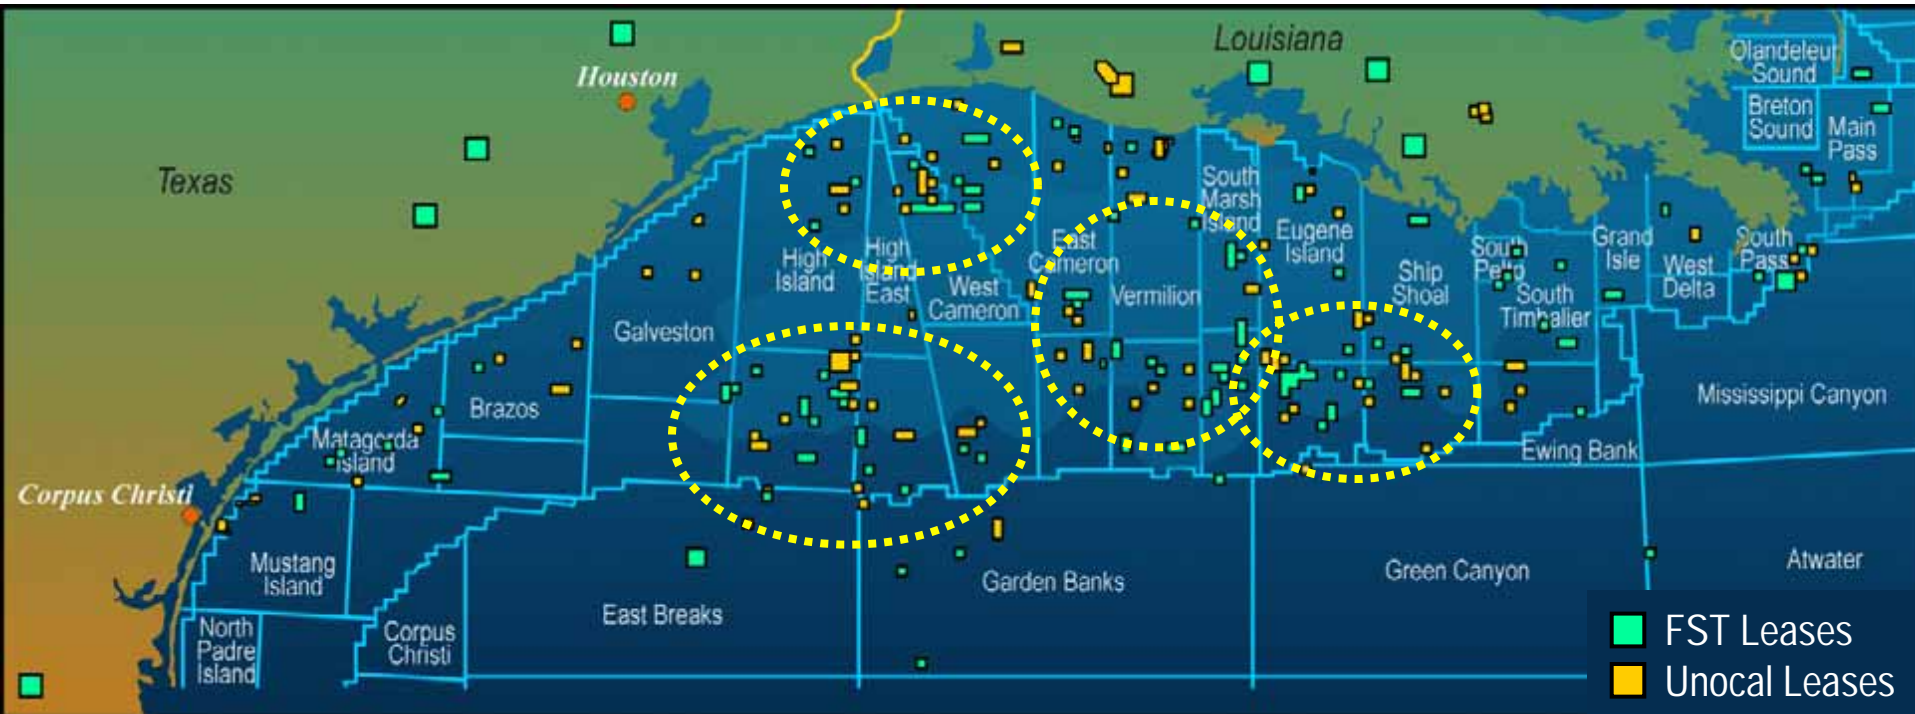 Louisiana
Houston
Texas
Olandeleur
Sound
Breton
Sound
Main
Pass
South
Marsh
Island
Eugene
Island
East
Cameron
High
Island
High
Island
East
West
Cameron
Vermilion
Ship
Shoal
South
Pelto
South
Timbalier
Grand
Isle
West
Delta
South
Pass
Galveston
Brazos
Matagorda
Island
Corpus Christi
Mississippi Canyon
Ewing Bank
Mustang
Island
North
Padre
Island
Corpus
Christi
East Breaks
Garden Banks
Green Canyon
Atwater
FST Leases
Unocal Leases